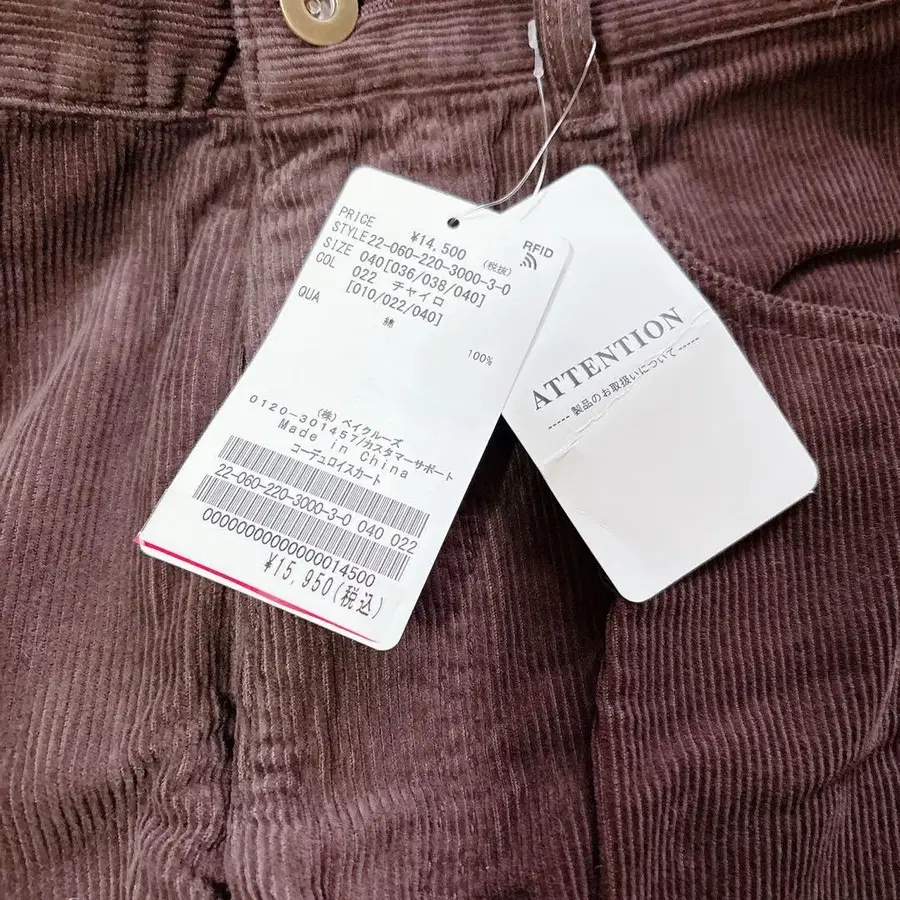 PRICE ¥14,500 (税抜)
STYLE 22-060-220-3000-3-0
SIZE 040[036/038/040]
COL 022 チャイロ
[010/022/040]
QUA 綿 100%
(株)ベイクルーズ
0120-301457/カスタマーサポート
Made in China
コーデュロイスカート
22-060-220-3000-3-0 040 022
0000000000000014500
¥15,950(税込)
RFID
ATTENTION
----- 製品のお取扱いについて -----